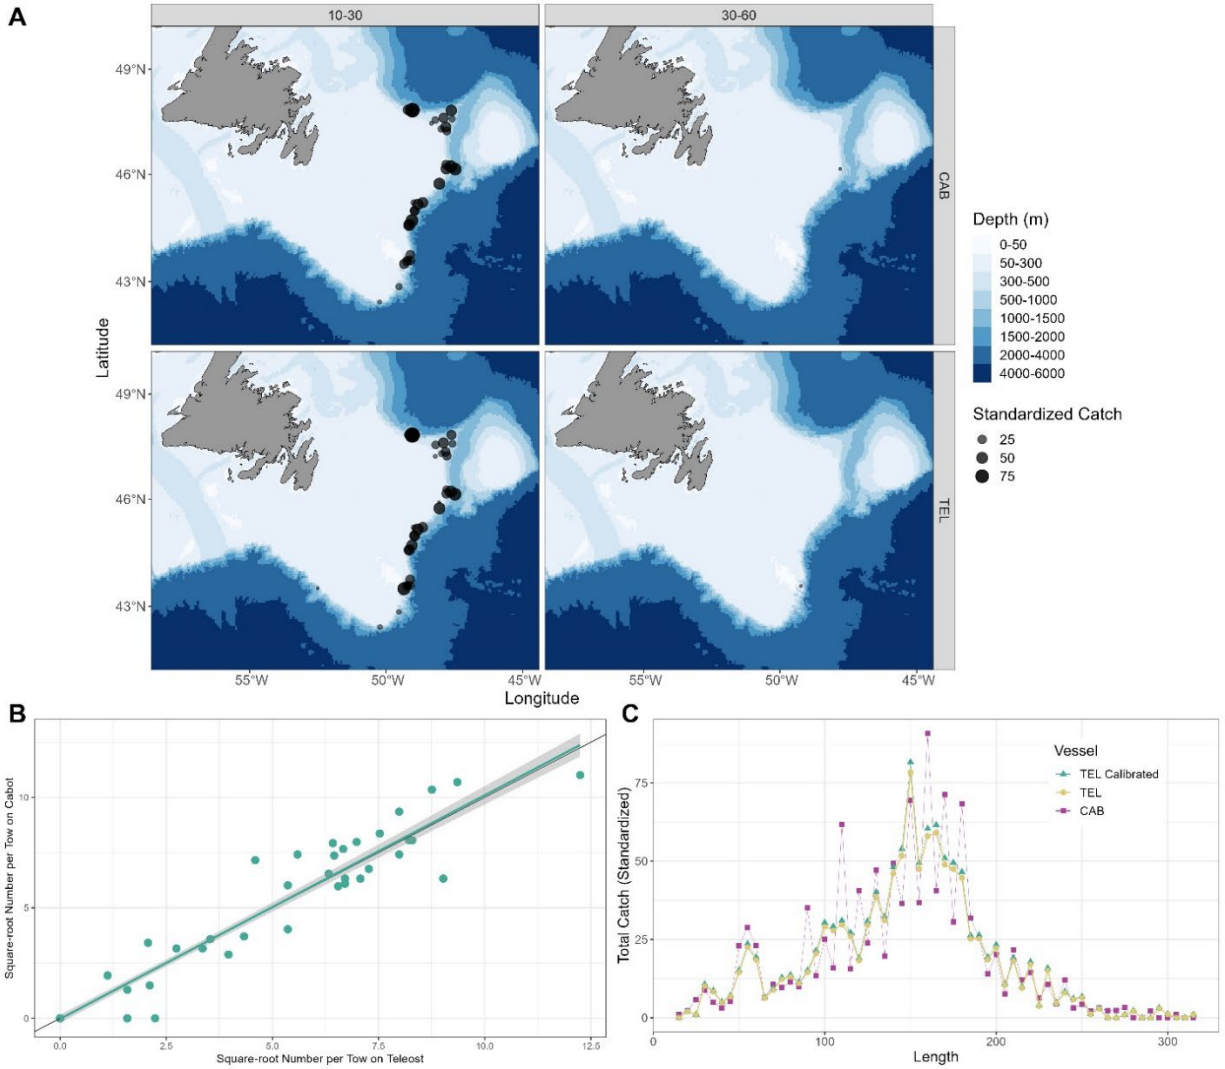 A
10-30
30-60
49°N
46°N
43°N
CAB
49°N
46°N
43°N
TEL
Latitude
55°W
50°W
45°W
55°W
50°W
45°W
Longitude
Depth (m)
0-50
50-300
300-500
500-1000
1000-1500
1500-2000
2000-4000
4000-6000
Standardized Catch
25
50
75
B
Square-root Number per Tow on Cabot
10
5
0
0.0
2.5
5.0
7.5
10.0
12.5
Square-root Number per Tow on Teleost
C
Total Catch (Standardized)
75
50
25
0
0
100
200
300
Length
Vessel
TEL Calibrated
TEL
CAB